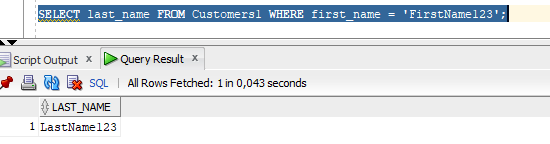 SELECT last_name FROM Customers1 WHERE first_name = 'FirstName123';
Script Output x Query Result x
SQL | All Rows Fetched: 1 in 0,043 seconds
LAST_NAME
1 LastName123